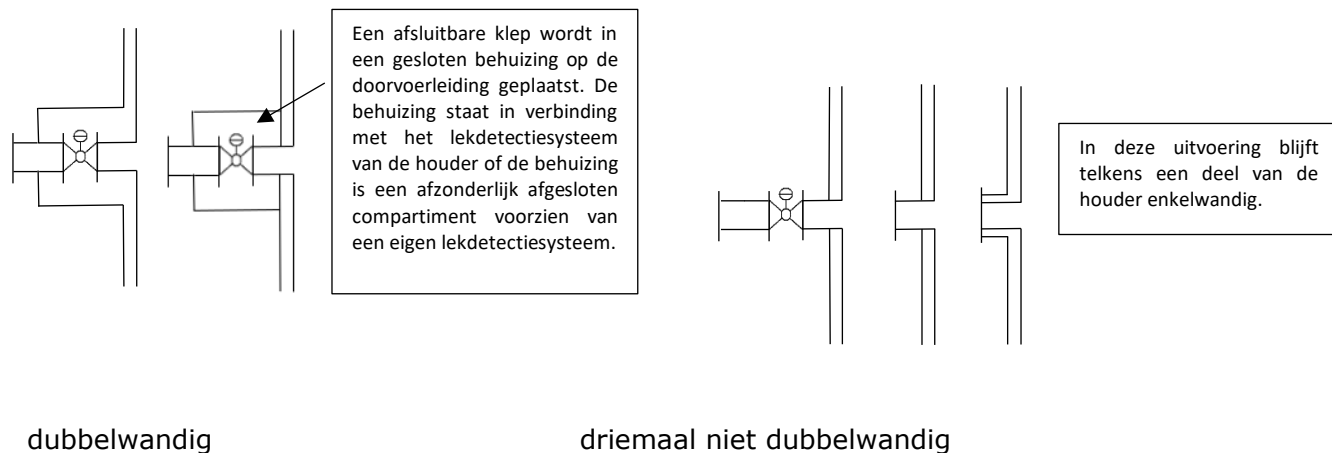 Een afsluitbare klep wordt in
een gesloten behuizing op de
doorvoerleiding geplaatst. De
behuizing staat in verbinding
met het lekdetectiesysteem
van de houder of de behuizing
is een afzonderlijk afgesloten
compartiment voorzien van
een eigen lekdetectiesysteem.
In deze uitvoering blijft
telkens een deel van de
houder enkelwandig.
dubbelwandig
driemaal niet dubbelwandig